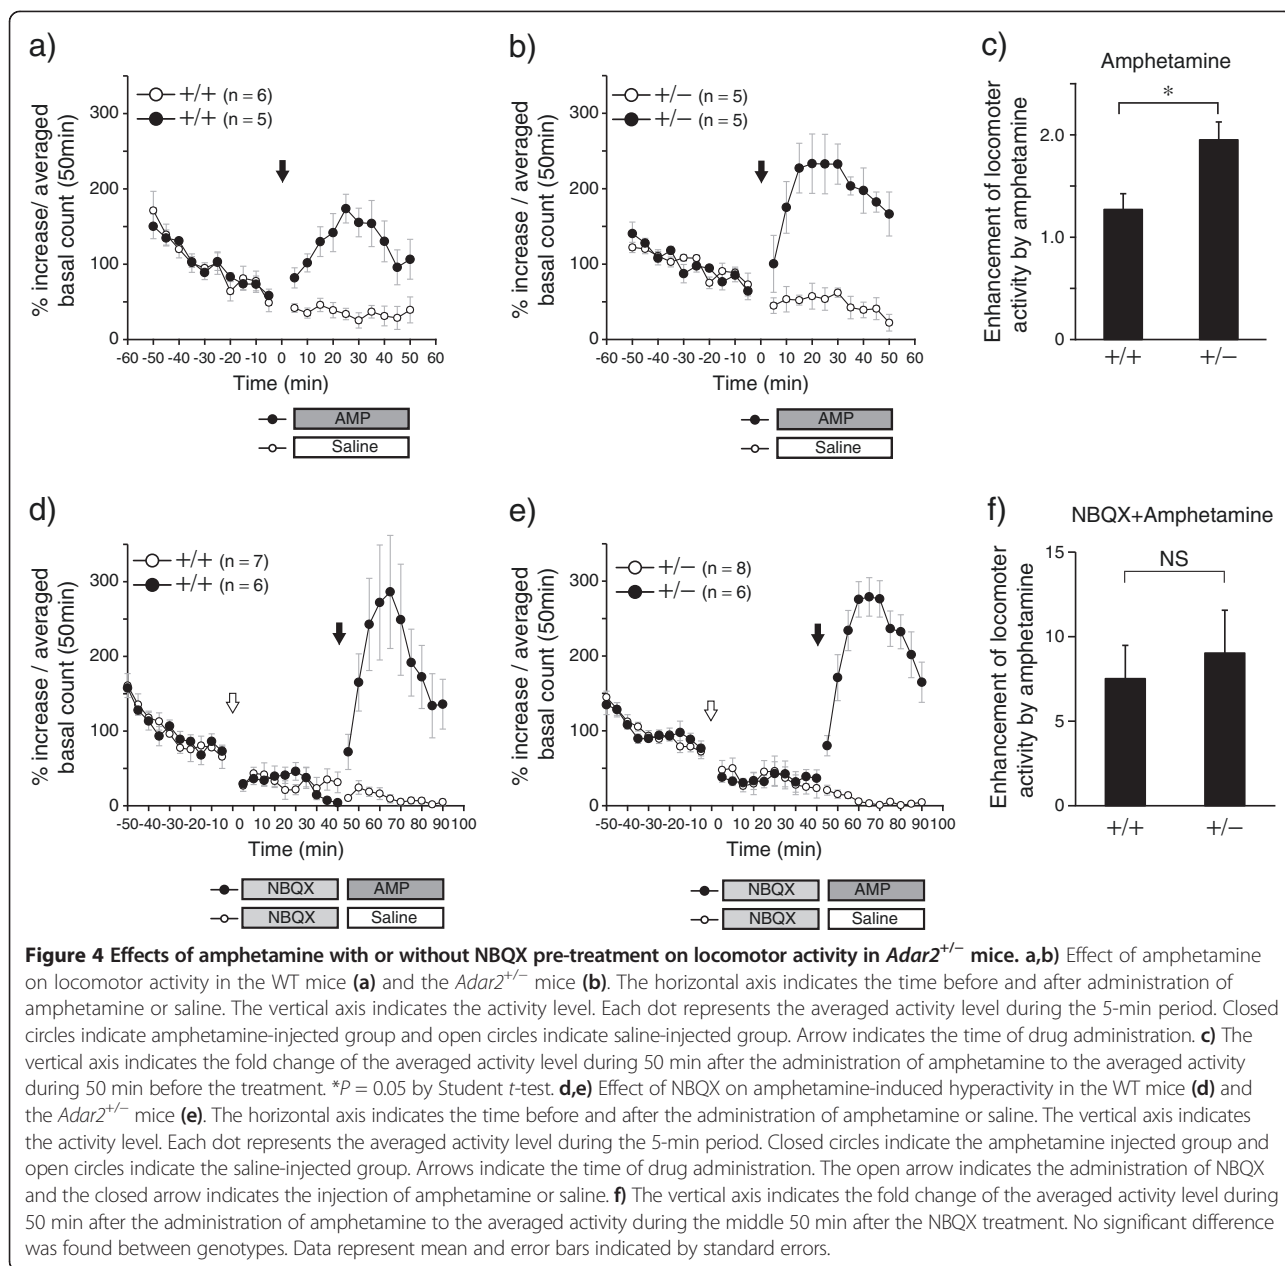 a)
% increase/ averaged
basal count (50min)
300
200
100
0
+/+ (n = 6)
+/+ (n = 5)
-60 -50 -40 -30 -20 -10 0 10 20 30 40 50 60
Time (min)
AMP
Saline
b)
% increase / averaged
basal count (50min)
300
200
100
0
+/− (n = 5)
+/− (n = 5)
-60 -50 -40 -30 -20 -10 0 10 20 30 40 50 60
Time (min)
AMP
Saline
c)
Amphetamine
Enhancement of locomoter
activity by amphetamine
*
2.0
1.0
0
+/+ +/−
d)
% increase / averaged
basal count (50min)
300
200
100
0
+/+ (n = 7)
+/+ (n = 6)
-50 -40 -30 -20 -10 0 10 20 30 40 50 60 70 80 90 100
Time (min)
NBQX AMP
NBQX Saline
e)
% increase / averaged
basal count (50min)
300
200
100
0
+/− (n = 8)
+/− (n = 6)
-50 -40 -30 -20 -10 0 10 20 30 40 50 60 70 80 90 100
Time (min)
NBQX AMP
NBQX Saline
f)
NBQX+Amphetamine
Enhancement of locomoter
activity by amphetamine
15
NS
10
5
0
+/+ +/−
Figure 4 Effects of amphetamine with or without NBQX pre-treatment on locomotor activity in Adar2+/− mice. a,b) Effect of amphetamine
on locomotor activity in the WT mice (a) and the Adar2+/− mice (b). The horizontal axis indicates the time before and after administration of
amphetamine or saline. The vertical axis indicates the activity level. Each dot represents the averaged activity level during the 5-min period. Closed
circles indicate amphetamine-injected group and open circles indicate saline-injected group. Arrow indicates the time of drug administration. c) The
vertical axis indicates the fold change of the averaged activity level during 50 min after the administration of amphetamine to the averaged activity
during 50 min before the treatment. *P = 0.05 by Student t-test. d,e) Effect of NBQX on amphetamine-induced hyperactivity in the WT mice (d) and
the Adar2+/− mice (e). The horizontal axis indicates the time before and after the administration of amphetamine or saline. The vertical axis indicates
the activity level. Each dot represents the averaged activity level during the 5-min period. Closed circles indicate the amphetamine injected group and
open circles indicate the saline-injected group. Arrows indicate the time of drug administration. The open arrow indicates the administration of NBQX
and the closed arrow indicates the injection of amphetamine or saline. f) The vertical axis indicates the fold change of the averaged activity level during
50 min after the administration of amphetamine to the averaged activity during the middle 50 min after the NBQX treatment. No significant difference
was found between genotypes. Data represent mean and error bars indicated by standard errors.